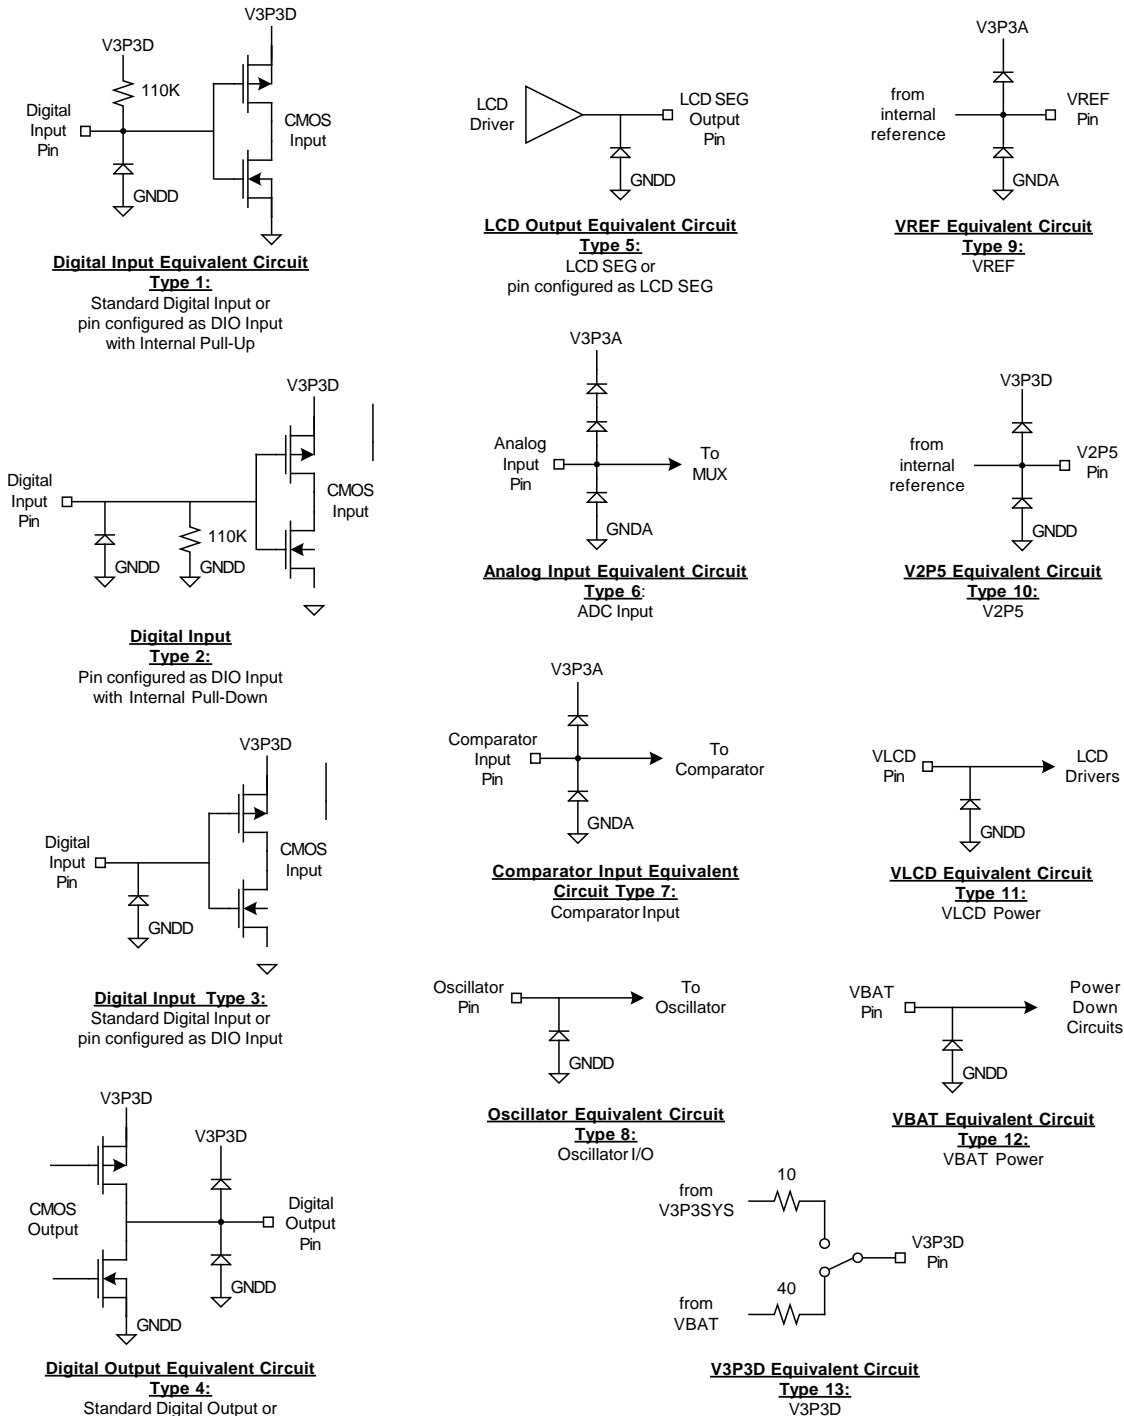 V3P3D
V3P3D
110K
Digital
Input
Pin
CMOS
Input
GNDD
Digital Input Equivalent Circuit
Type 1:
Standard Digital Input or
pin configured as DIO Input
with Internal Pull-Up
V3P3D
Digital
Input
Pin
CMOS
Input
110K
GNDD
GNDD
Digital Input
Type 2:
Pin configured as DIO Input
with Internal Pull-Down
V3P3D
Digital
Input
Pin
CMOS
Input
GNDD
Digital Input Type 3:
Standard Digital Input or
pin configured as DIO Input
V3P3D
V3P3D
CMOS
Output
Digital
Output
Pin
GNDD
GNDD
Digital Output Equivalent Circuit
Type 4:
Standard Digital Output or
LCD
Driver
LCD SEG
Output
Pin
GNDD
LCD Output Equivalent Circuit
Type 5:
LCD SEG or
pin configured as LCD SEG
V3P3A
Analog
Input
Pin
To
MUX
GNDA
Analog Input Equivalent Circuit
Type 6:
ADC Input
V3P3A
Comparator
Input
Pin
To
Comparator
GNDA
Comparator Input Equivalent
Circuit Type 7:
Comparator Input
Oscillator
Pin
To
Oscillator
GNDD
Oscillator Equivalent Circuit
Type 8:
Oscillator I/O
V3P3A
from
internal
reference
VREF
Pin
GNDA
VREF Equivalent Circuit
Type 9:
VREF
V3P3D
from
internal
reference
V2P5
Pin
GNDD
V2P5 Equivalent Circuit
Type 10:
V2P5
VLCD
Pin
LCD
Drivers
GNDD
VLCD Equivalent Circuit
Type 11:
VLCD Power
VBAT
Pin
Power
Down
Circuits
GNDD
VBAT Equivalent Circuit
Type 12:
VBAT Power
from
V3P3SYS
10
V3P3D
Pin
from
VBAT
40
V3P3D Equivalent Circuit
Type 13:
V3P3D